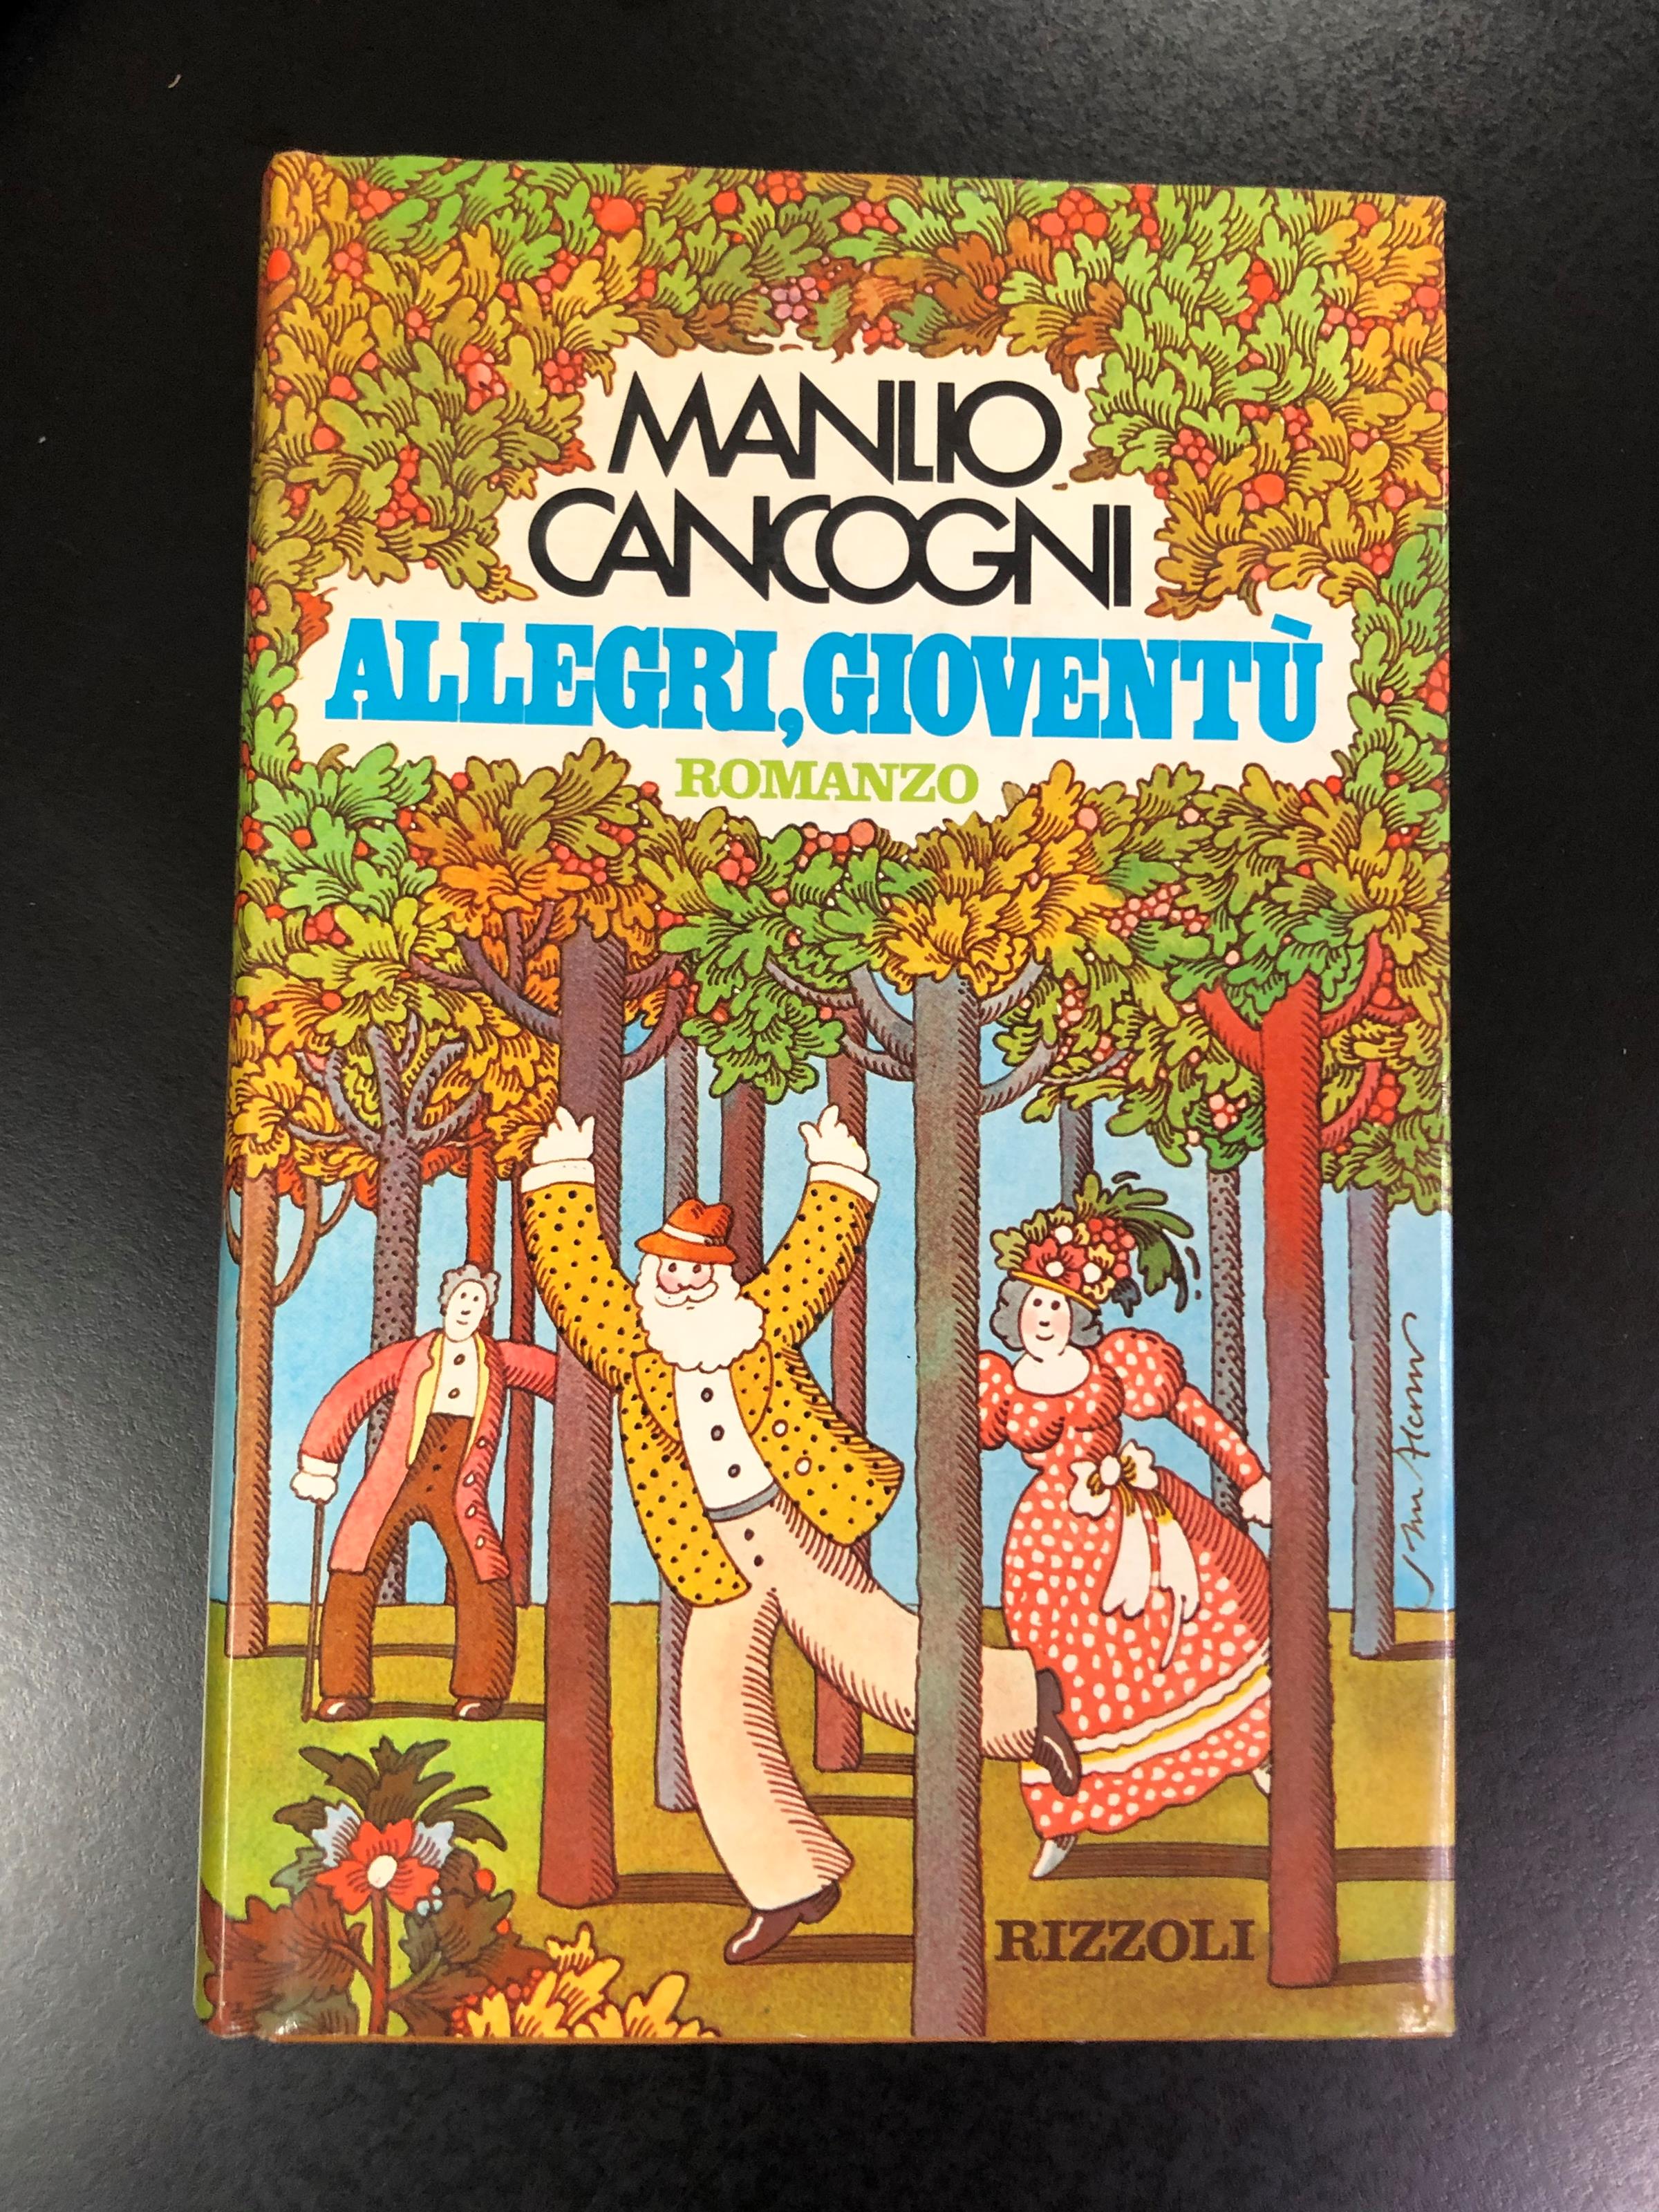 MANLIO
CANCOGNI
ALLEGRI, GIOVENTÙ
ROMANZO
RIZZOLI